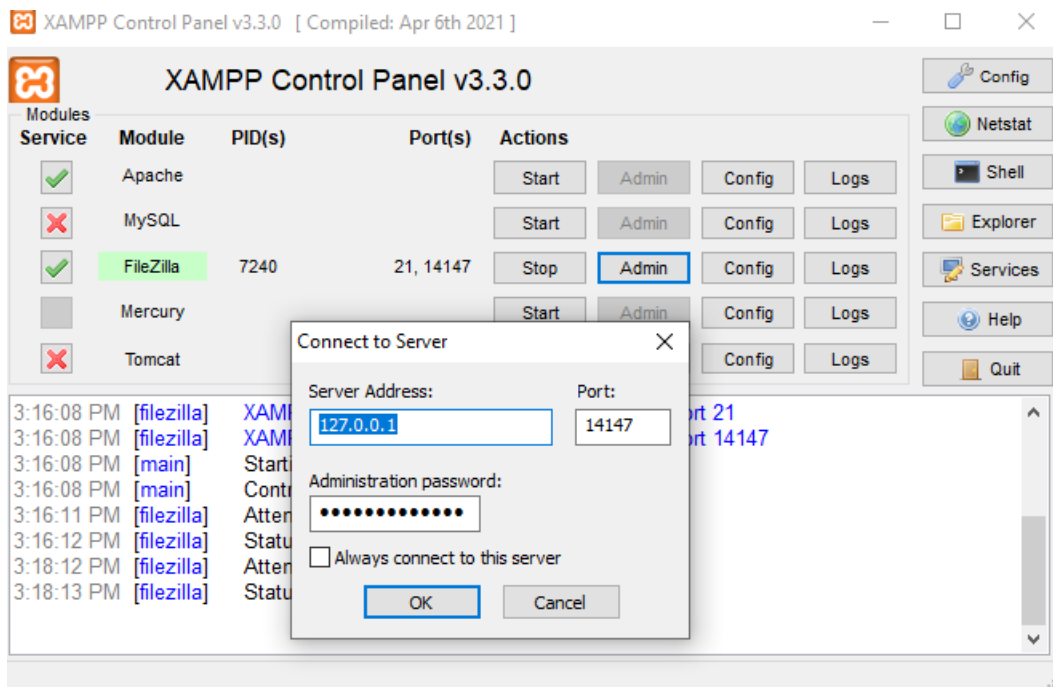 XAMPP Control Panel v3.3.0 [ Compiled: Apr 6th 2021 ]
XAMPP Control Panel v3.3.0
Config
Modules
Service Module PID(s) Port(s) Actions
Netstat
Apache Start Admin Config Logs
Shell
MySQL Start Admin Config Logs
Explorer
FileZilla 7240 21, 14147 Stop Admin Config Logs
Services
Mercury Start Admin Config Logs
Help
Tomcat Config Logs
Quit
Connect to Server
Server Address: Port:
127.0.0.1 14147
Administration password:
•••••••••••••
Always connect to this server
OK Cancel
3:16:08 PM [filezilla] XAMP rt 21
3:16:08 PM [filezilla] XAMP rt 14147
3:16:08 PM [main] Starti
3:16:08 PM [main] Contr
3:16:11 PM [filezilla] Atten
3:16:12 PM [filezilla] Statu
3:18:12 PM [filezilla] Atten
3:18:13 PM [filezilla] Statu